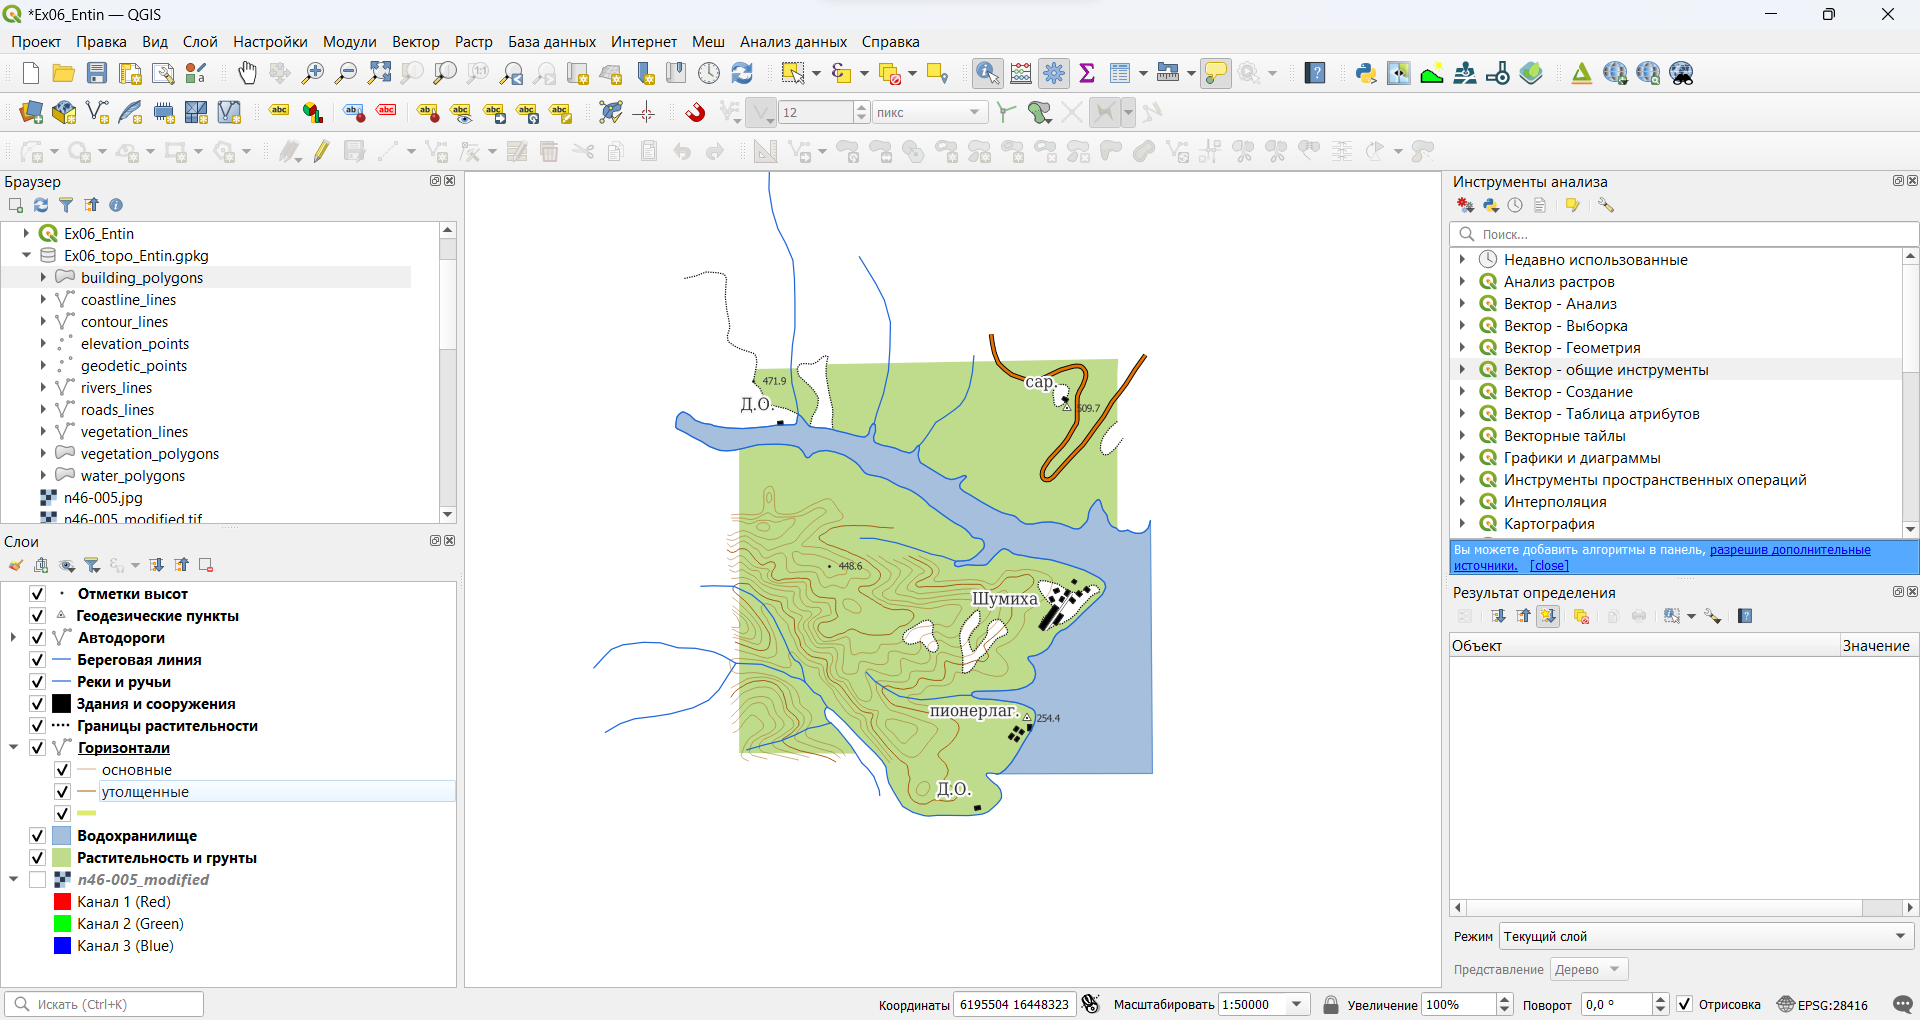 *Ex06_Entin — QGIS
Проект Правка Вид Слой Настройки Модули Вектор Растр База данных Интернет Меш Анализ данных Справка
12 пикс
Браузер
Ex06_Entin
Ex06_topo_Entin.gpkg
building_polygons
coastline_lines
contour_lines
elevation_points
geodetic_points
rivers_lines
roads_lines
vegetation_lines
vegetation_polygons
water_polygons
n46-005.jpg
n46-005_modified.tif
Слои
Отметки высот
Геодезические пункты
Автодороги
Береговая линия
Реки и ручьи
Здания и сооружения
Границы растительности
Горизонтали
основные
утолщенные
Водохранилище
Растительность и грунты
n46-005_modified
Канал 1 (Red)
Канал 2 (Green)
Канал 3 (Blue)
471.9
Д.О.
сар.
509.7
448.6
Шумиха
пионерлаг.
254.4
Д.О.
Инструменты анализа
Поиск...
Недавно использованные
Анализ растров
Вектор - Анализ
Вектор - Выборка
Вектор - Геометрия
Вектор - общие инструменты
Вектор - Создание
Вектор - Таблица атрибутов
Векторные тайлы
Графики и диаграммы
Инструменты пространственных операций
Интерполяция
Картография
Вы можете добавить алгоритмы в панель, разрешив дополнительные
источники. [close]
Результат определения
Объект Значение
Режим Текущий слой
Представление Дерево
Искать (Ctrl+K)
Координаты 6195504 16448323 Масштабировать 1:50000 Увеличение 100% Поворот 0,0 ° Отрисовка EPSG:28416